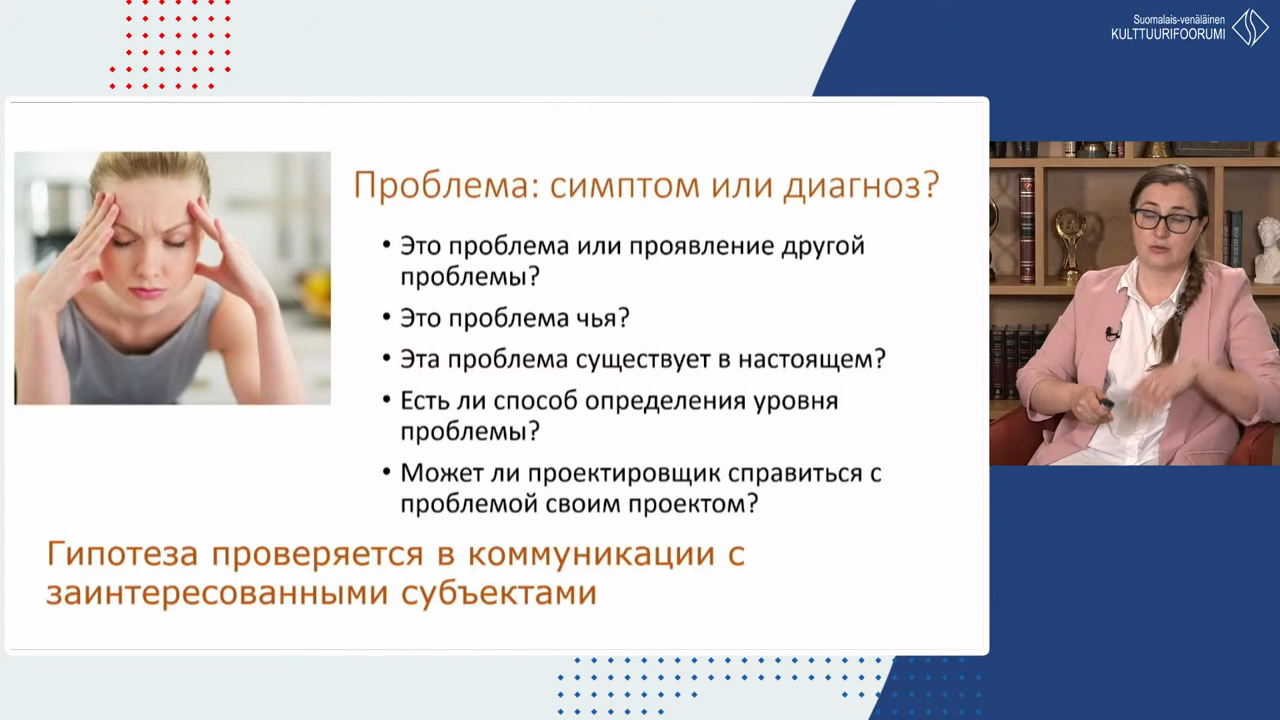 Suomalais-venäläinen
KULTTUURIFOORUMI
Проблема: симптом или диагноз?
• Это проблема или проявление другой
проблемы?
• Это проблема чья?
• Эта проблема существует в настоящем?
• Есть ли способ определения уровня
проблемы?
• Может ли проектировщик справиться с
проблемой своим проектом?
Гипотеза проверяется в коммуникации с
заинтересованными субъектами